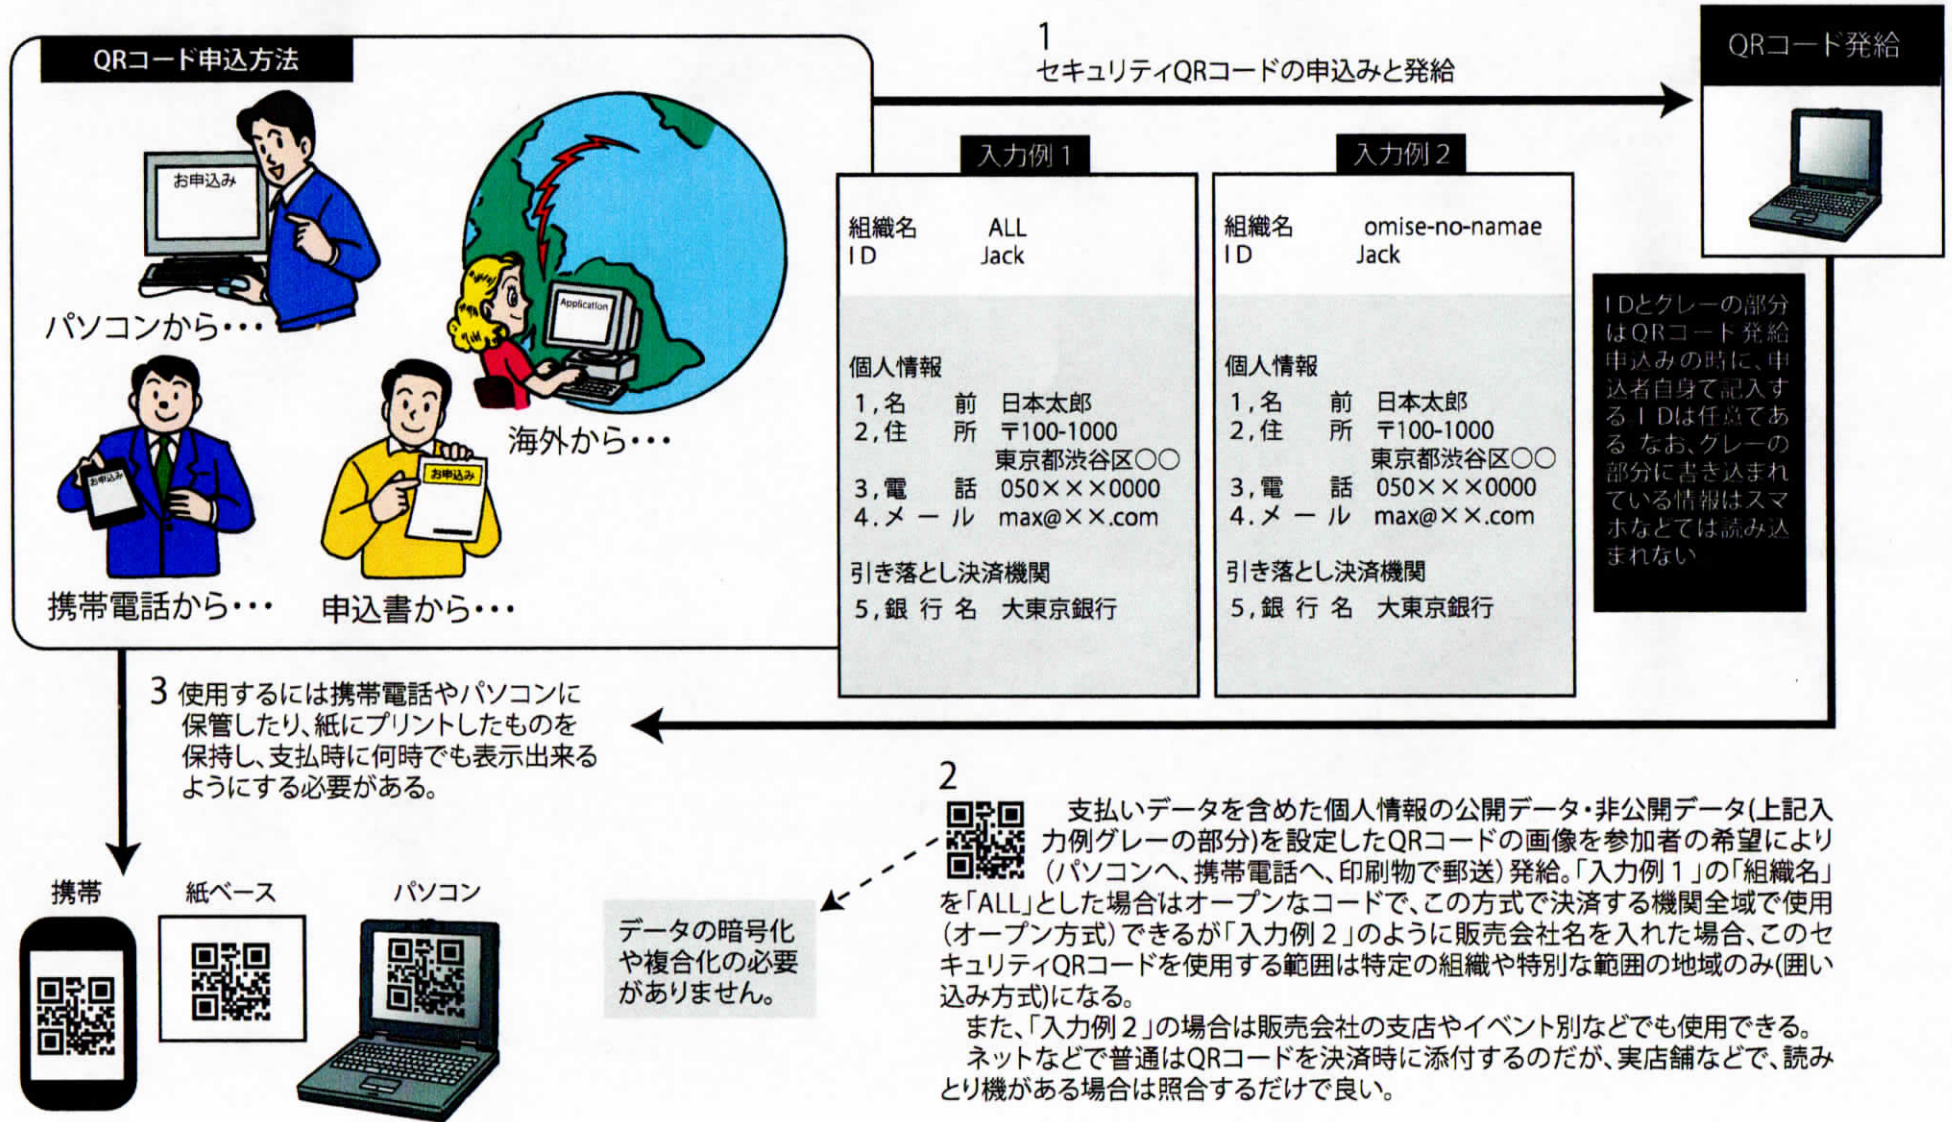 QRコード申込方法
お申込み
パソコンから・・・
Application
海外から・・・
お申込み
携帯電話から・・・
お申込み
申込書から・・・
1
セキュリティQRコードの申込みと発給
QRコード発給
入力例1
組織名 ALL
ID Jack
個人情報
1,名 前 日本太郎
2,住 所 〒100-1000
東京都渋谷区○○
3,電 話 050×××0000
4.メール max@××.com
引き落とし決済機関
5,銀行名 大東京銀行
入力例2
組織名 omise-no-namae
ID Jack
個人情報
1,名 前 日本太郎
2,住 所 〒100-1000
東京都渋谷区○○
3,電 話 050×××0000
4.メール max@××.com
引き落とし決済機関
5,銀行名 大東京銀行
IDとグレーの部分
はQRコード発給
申込みの時に、申
込者自身て記入す
るIDは任意てあ
る なお、グレーの
部分に書き込まれ
ている情報はスマ
ホなどては読み込
まれない
3 使用するには携帯電話やパソコンに
保管したり、紙にプリントしたものを
保持し、支払時に何時でも表示出来る
ようにする必要がある。
携帯
紙ベース
パソコン
データの暗号化
や複合化の必要
がありません。
2
支払いデータを含めた個人情報の公開データ・非公開データ(上記入
力例グレーの部分)を設定したQRコードの画像を参加者の希望により
(パソコンへ、携帯電話へ、印刷物で郵送)発給。「入力例1」の「組織名」
を「ALL」とした場合はオープンなコードで、この方式で決済する機関全域で使用
(オープン方式)できるが「入力例2」のように販売会社名を入れた場合、このセ
キュリティQRコードを使用する範囲は特定の組織や特別な範囲の地域のみ(囲い
込み方式)になる。
また、「入力例2」の場合は販売会社の支店やイベント別などでも使用できる。
ネットなどで普通はQRコードを決済時に添付するのだが、実店舗などで、読み
とり機がある場合は照合するだけで良い。